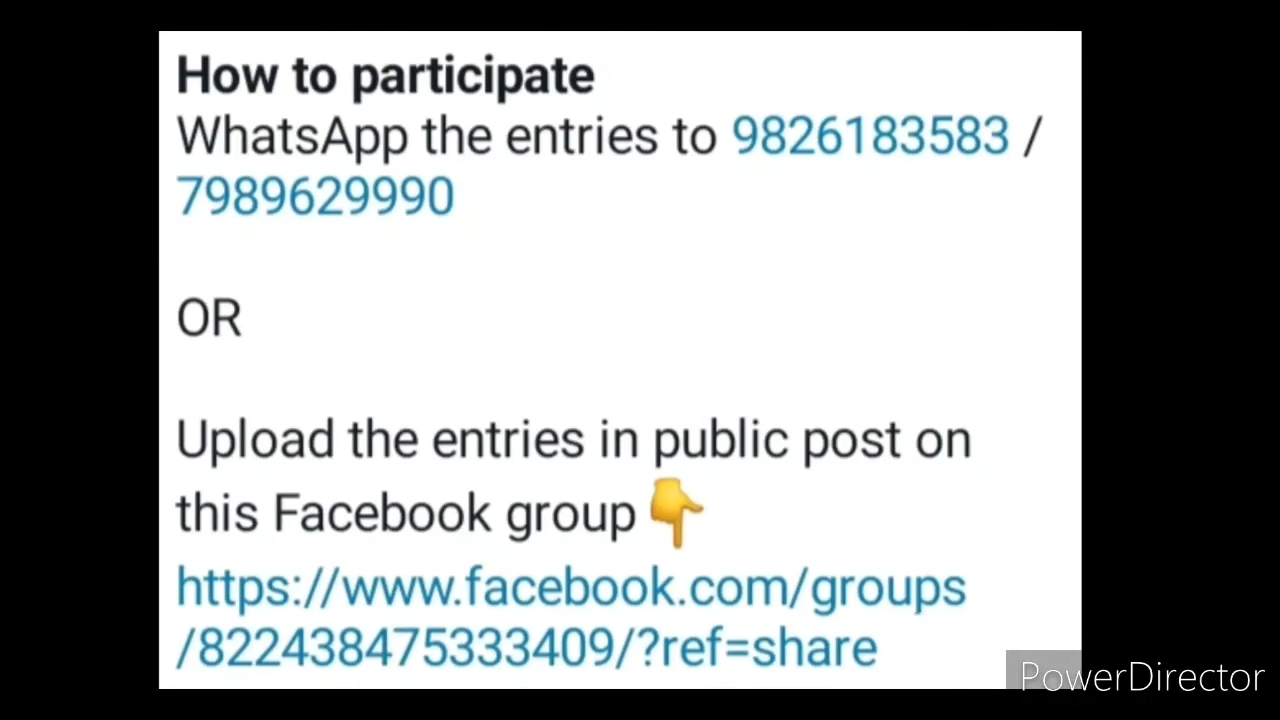 How to participate
WhatsApp the entries to 9826183583 /
7989629990
OR
Upload the entries in public post on
this Facebook group👇
https://www.facebook.com/groups
/822438475333409/?ref=share
PowerDirector